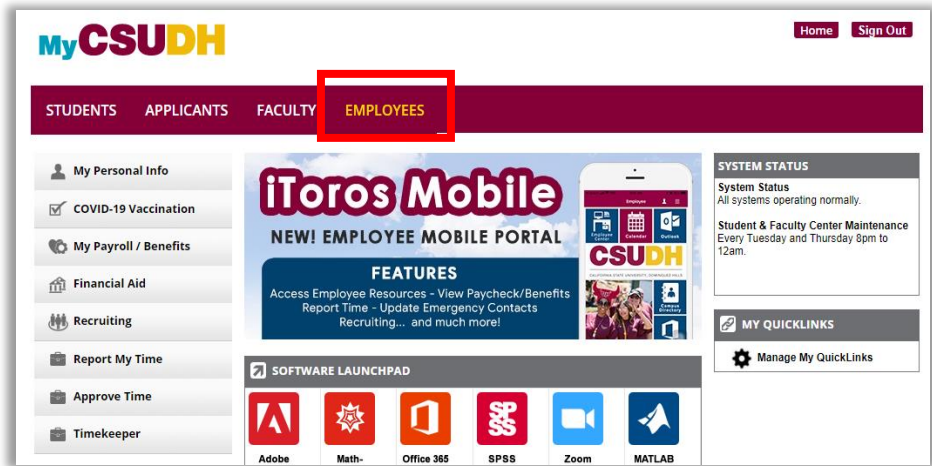 MyCSUDH
Home Sign Out
STUDENTS APPLICANTS FACULTY EMPLOYEES
My Personal Info
COVID-19 Vaccination
My Payroll / Benefits
Financial Aid
Recruiting
Report My Time
Approve Time
Timekeeper
iToros Mobile
NEW! EMPLOYEE MOBILE PORTAL
FEATURES
Access Employee Resources - View Paycheck/Benefits
Report Time - Update Emergency Contacts
Recruiting... and much more!
Employee
Employee
Center
Calendar
Outlook
CSUDH
CALIFORNIA STATE UNIVERSITY, DOMINGUEZ HILLS
Campus
Directory
SOFTWARE LAUNCHPAD
SPSS
Adobe Math- Office 365 SPSS Zoom MATLAB
SYSTEM STATUS
System Status
All systems operating normally.
Student & Faculty Center Maintenance
Every Tuesday and Thursday 8pm to
12am.
MY QUICKLINKS
Manage My QuickLinks